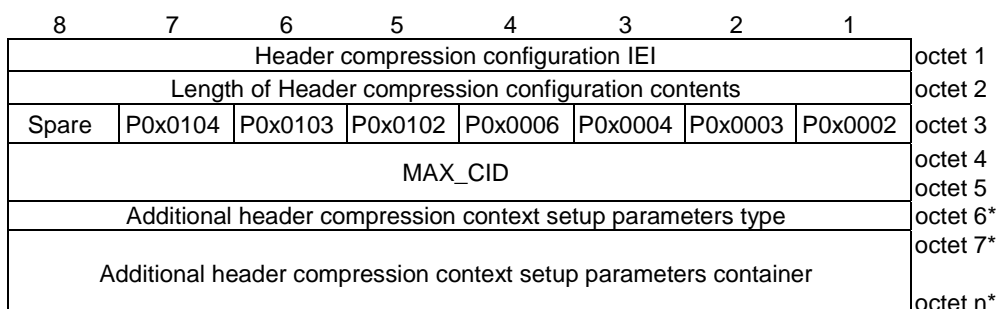 8 7 6 5 4 3 2 1
Header compression configuration IEI octet 1
Length of Header compression configuration contents octet 2
Spare P0x0104 P0x0103 P0x0102 P0x0006 P0x0004 P0x0003 P0x0002 octet 3
MAX_CID octet 4
octet 5
Additional header compression context setup parameters type octet 6*
octet 7*
Additional header compression context setup parameters container
octet n*